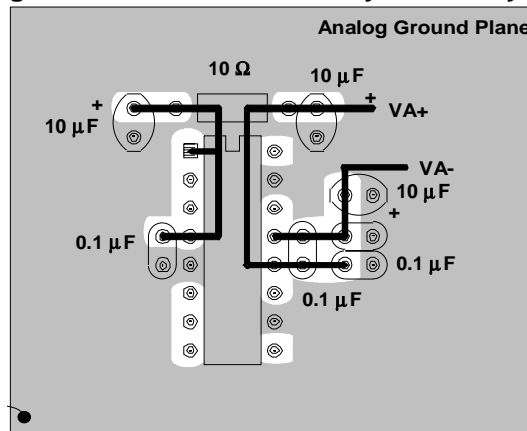 Analog Ground Plane
10 Ω
10 µF
+
+
10 µF
VA+
VA-
10 µF
+
0.1 µF
0.1 µF
0.1 µF